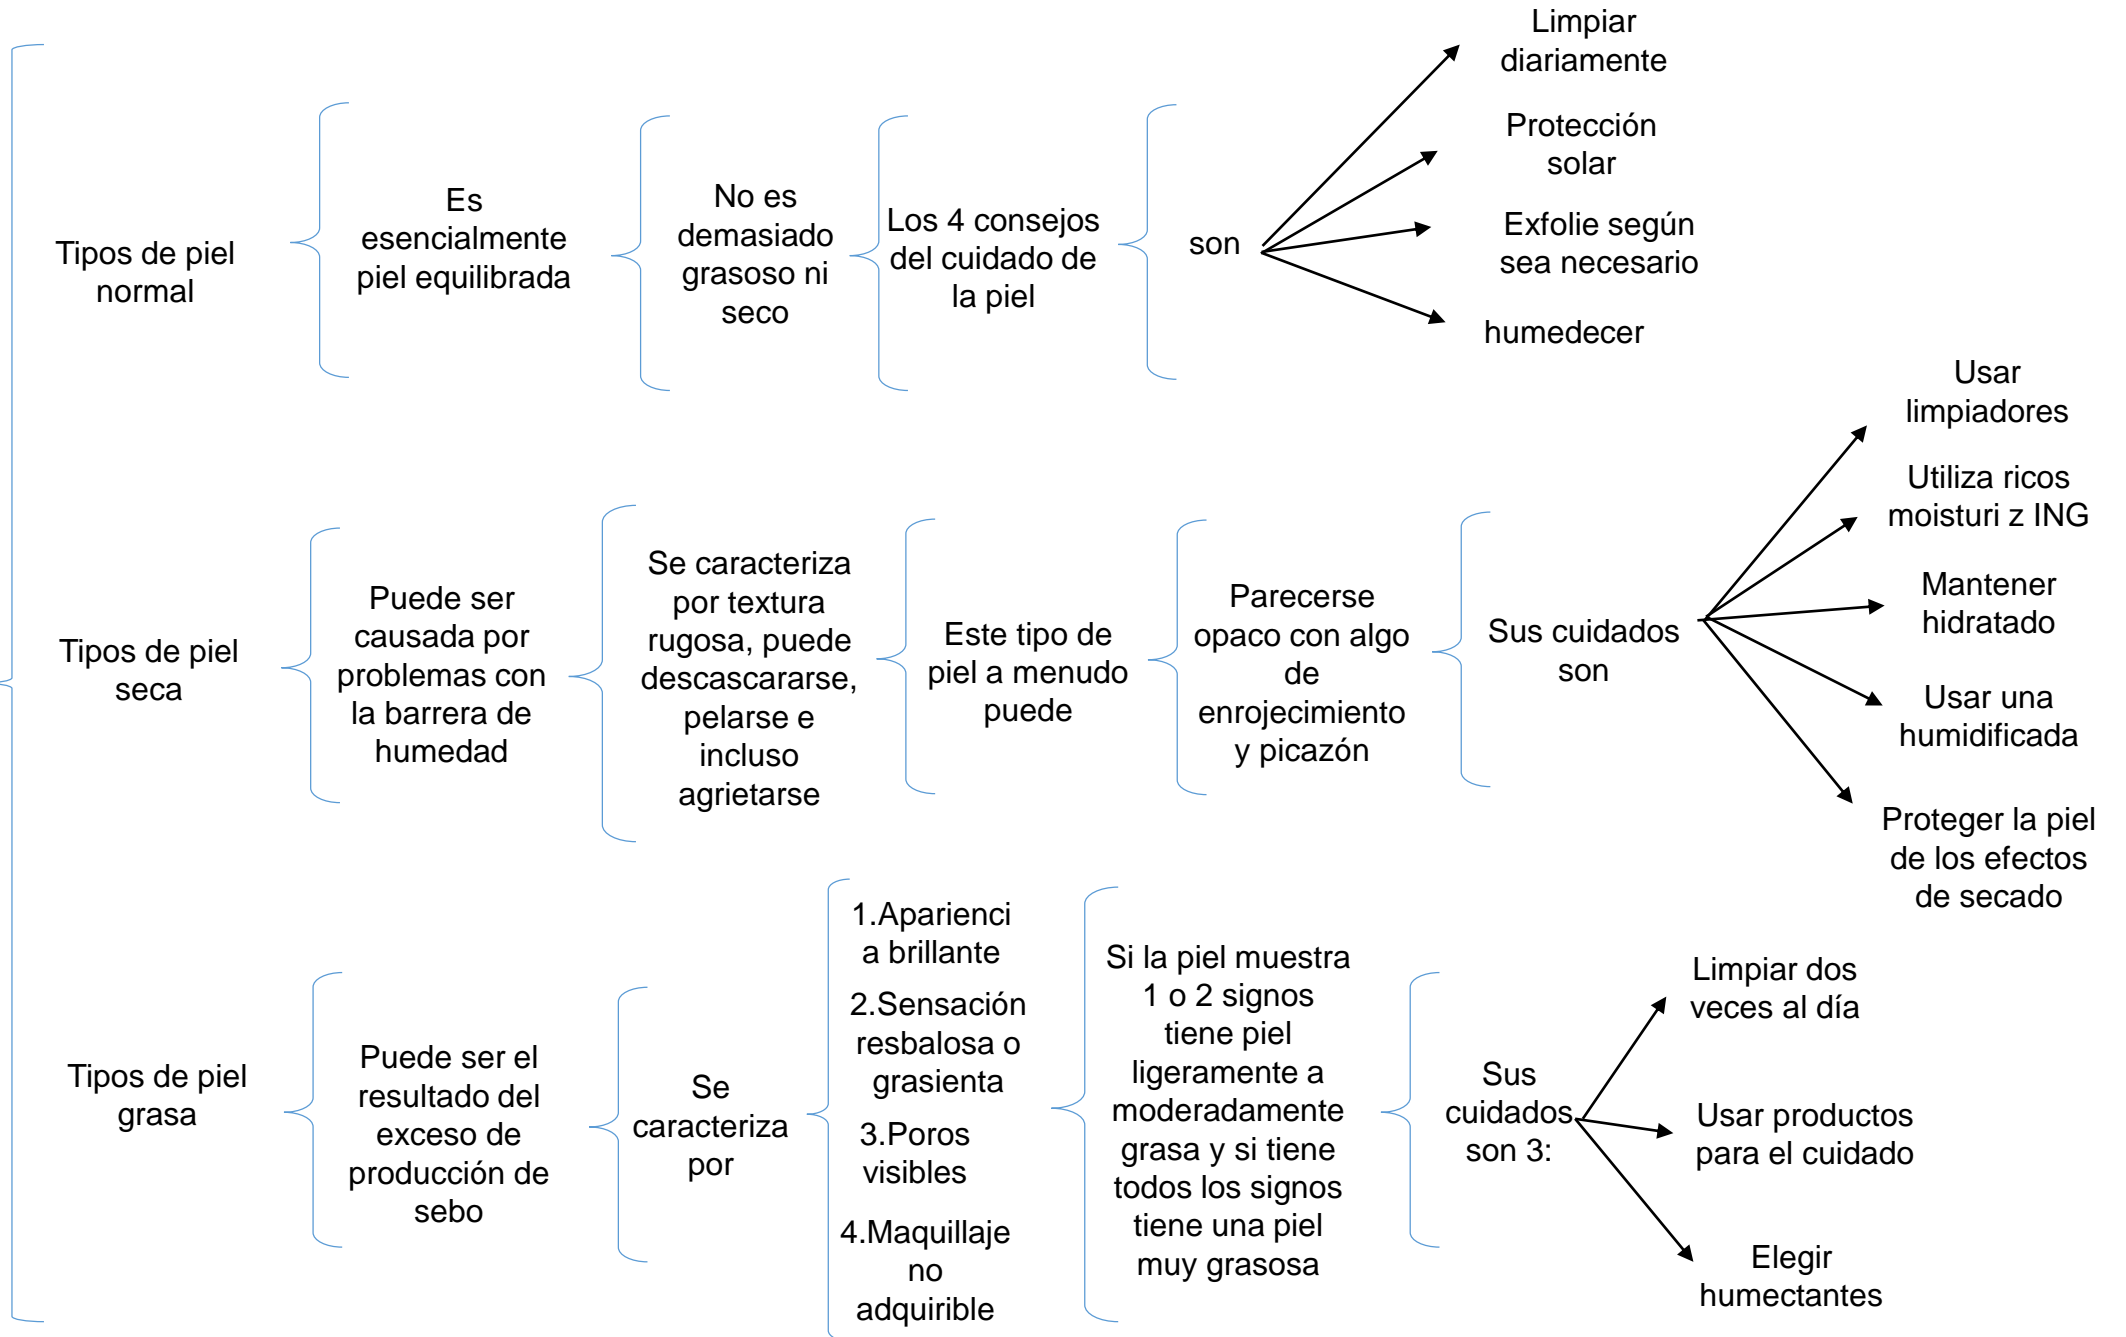 Tipos de piel
normal
Es
esencialmente
piel equilibrada
No es
demasiado
grasoso ni
seco
Los 4 consejos
del cuidado de
la piel
son
Limpiar
diariamente
Protección
solar
Exfolie según
sea necesario
humedecer
Tipos de piel
seca
Puede ser
causada por
problemas con
la barrera de
humedad
Se caracteriza
por textura
rugosa, puede
descascararse,
pelarse e
incluso
agrietarse
Este tipo de
piel a menudo
puede
Parecerse
opaco con algo
de
enrojecimiento
y picazón
Sus cuidados
son
Usar
limpiadores
Utiliza ricos
moisturi z ING
Mantener
hidratado
Usar una
humidificada
Proteger la piel
de los efectos
de secado
Tipos de piel
grasa
Puede ser el
resultado del
exceso de
producción de
sebo
Se
caracteriza
por
1.Aparienci
a brillante
2.Sensación
resbalosa o
grasienta
3.Poros
visibles
4.Maquillaje
no
adquirible
Si la piel muestra
1 o 2 signos
tiene piel
ligeramente a
moderadamente
grasa y si tiene
todos los signos
tiene una piel
muy grasosa
Sus
cuidados
son 3:
Limpiar dos
veces al día
Usar productos
para el cuidado
Elegir
humectantes